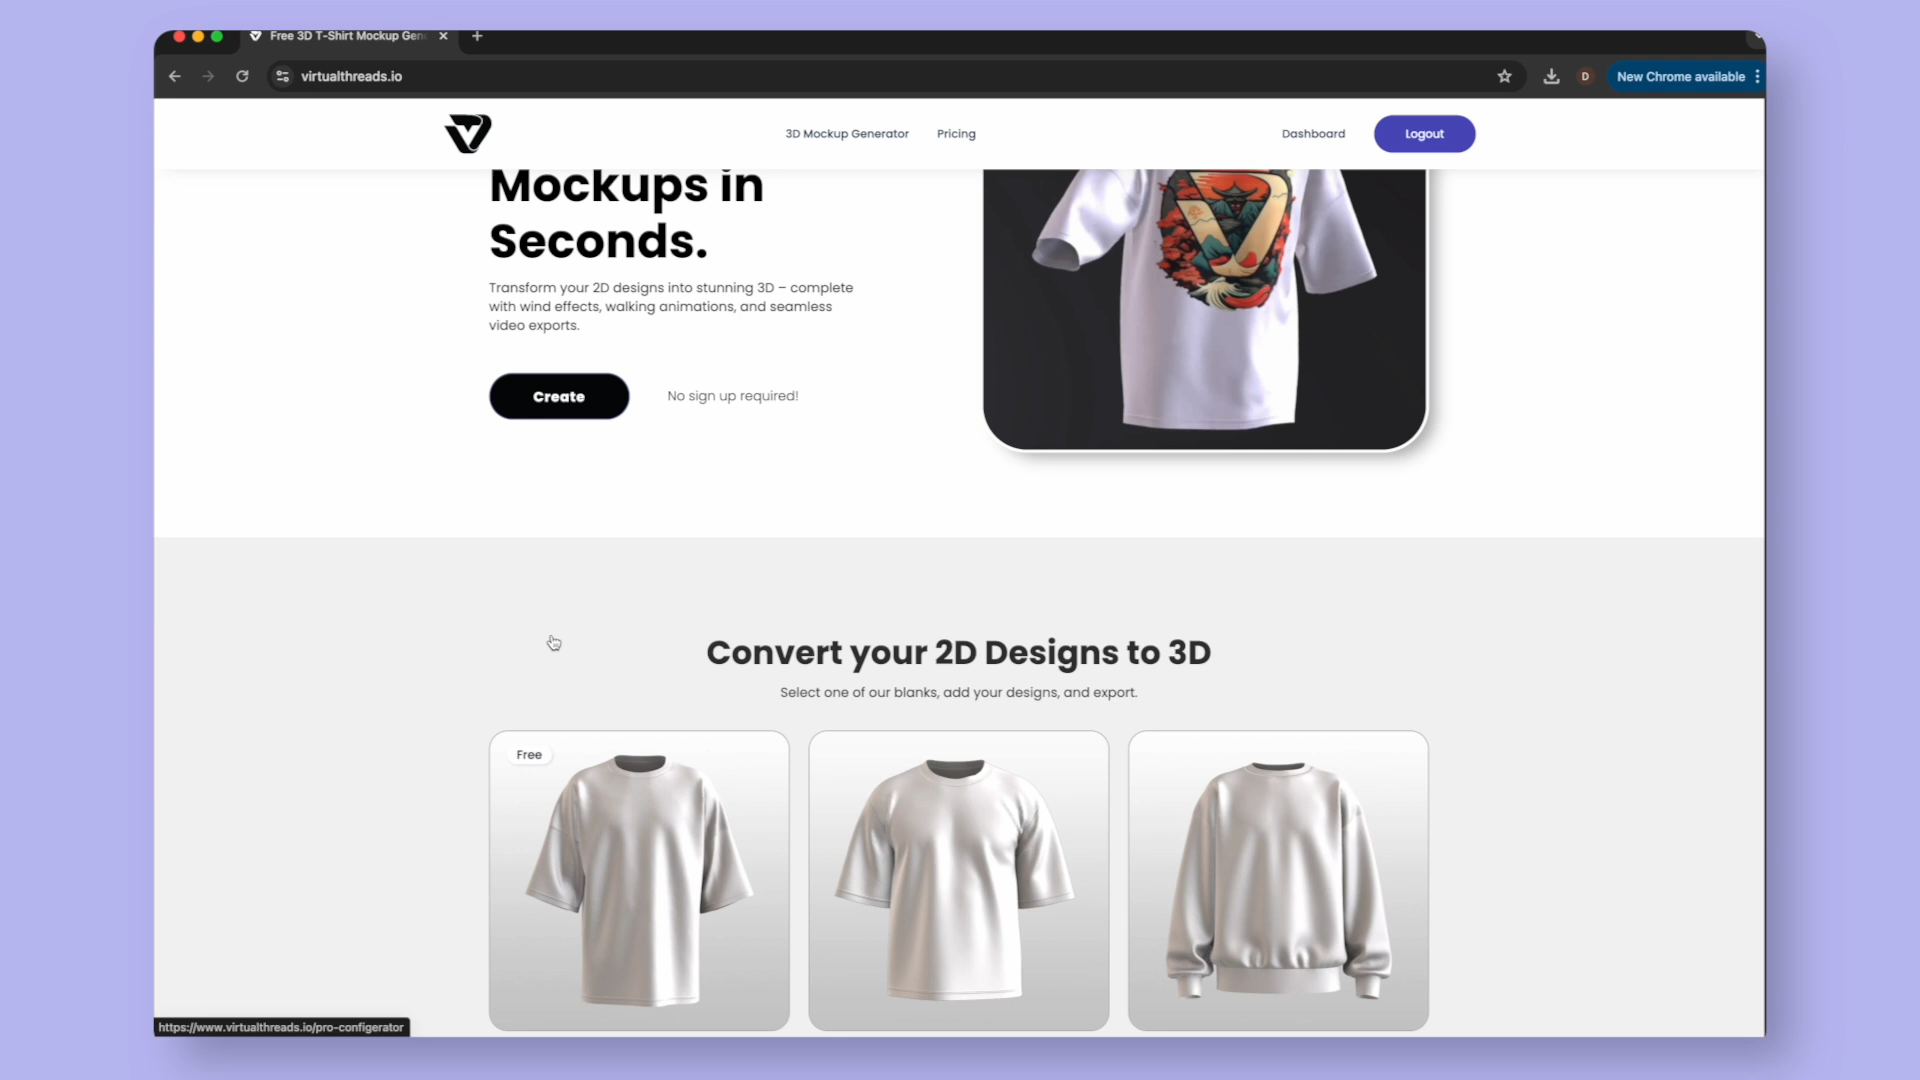 Free 3D T-Shirt Mockup Gen
virtualthreads.io
D
New Chrome available
3D Mockup Generator
Pricing
Dashboard
Logout
Mockups in
Seconds.
Transform your 2D designs into stunning 3D – complete
with wind effects, walking animations, and seamless
video exports.
Create
No sign up required!
Convert your 2D Designs to 3D
Select one of our blanks, add your designs, and export.
Free
https://www.virtualthreads.io/pro-configerator